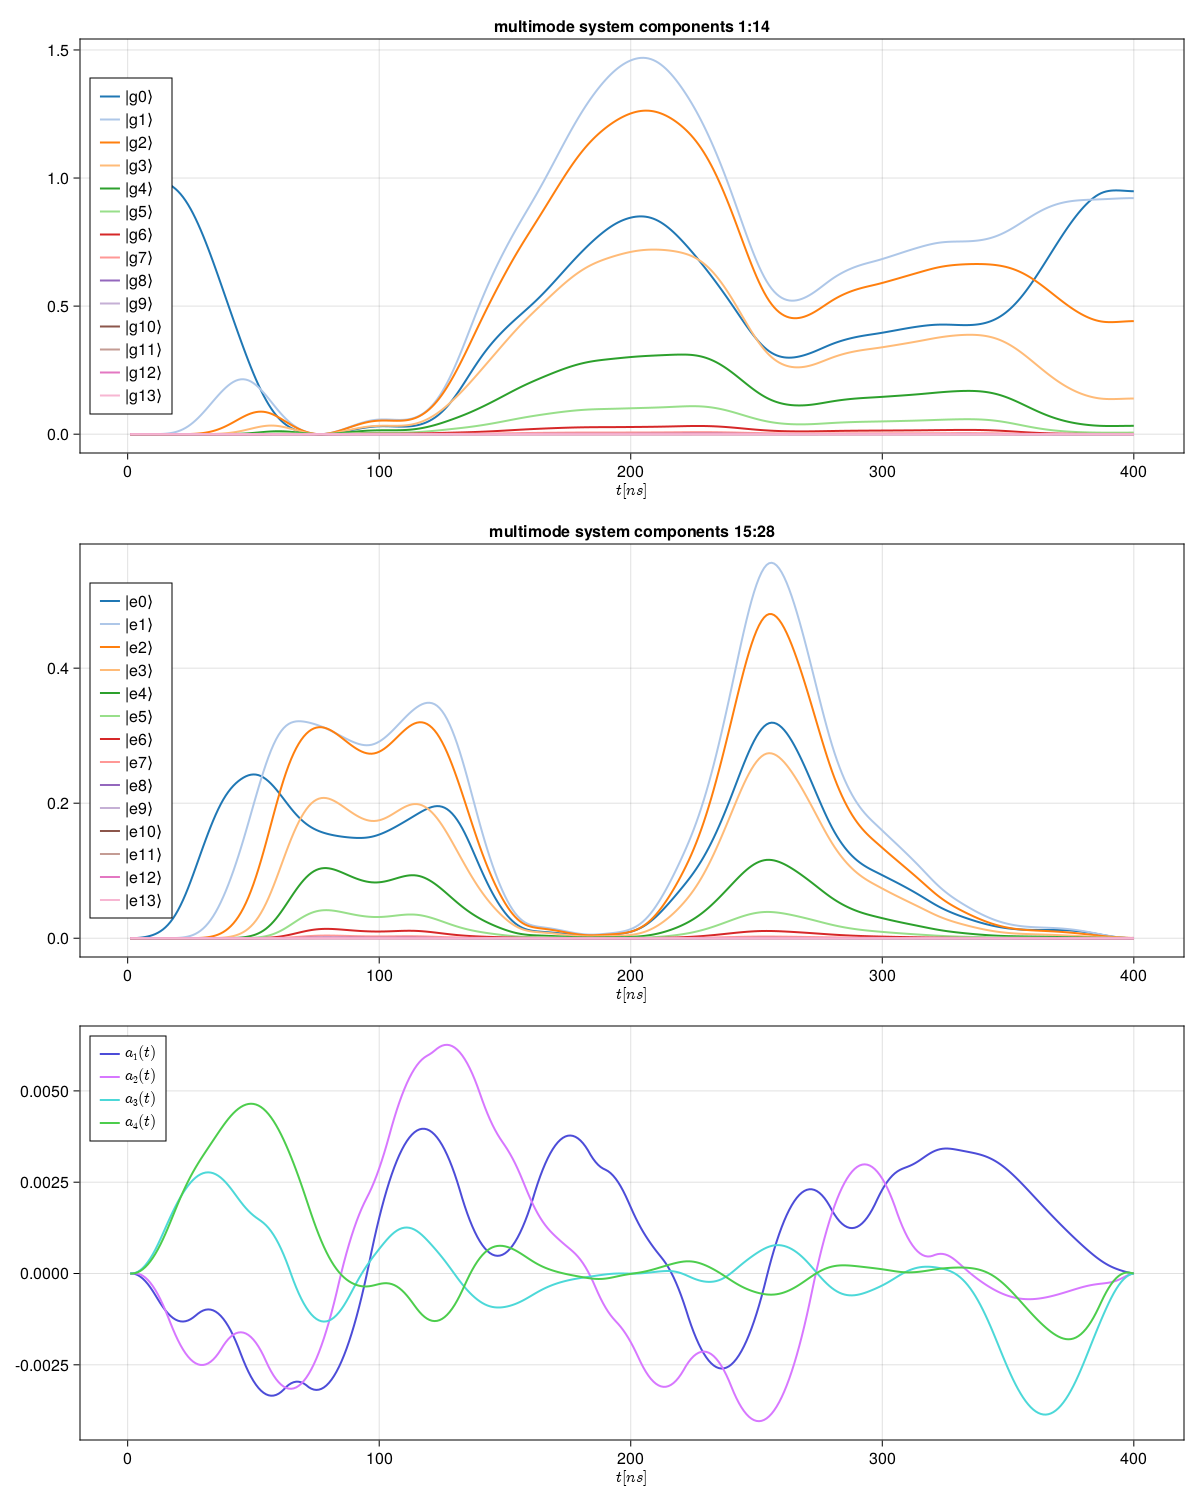 multimode system components 1:14
1.5
1.0
0.5
0.0
|g0⟩
|g1⟩
|g2⟩
|g3⟩
|g4⟩
|g5⟩
|g6⟩
|g7⟩
|g8⟩
|g9⟩
|g10⟩
|g11⟩
|g12⟩
|g13⟩
0 100 200 300 400
t[ns]
multimode system components 15:28
0.4
0.2
0.0
|e0⟩
|e1⟩
|e2⟩
|e3⟩
|e4⟩
|e5⟩
|e6⟩
|e7⟩
|e8⟩
|e9⟩
|e10⟩
|e11⟩
|e12⟩
|e13⟩
0 100 200 300 400
t[ns]
0.0050
0.0025
0.0000
-0.0025
a₁(t)
a₂(t)
a₃(t)
a₄(t)
0 100 200 300 400
t[ns]